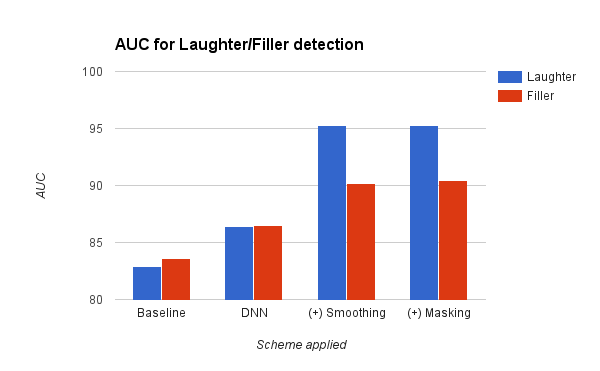 AUC for Laughter/Filler detection
100
95
90
85
80
AUC
Laughter
Filler
Baseline
DNN
(+) Smoothing
(+) Masking
Scheme applied